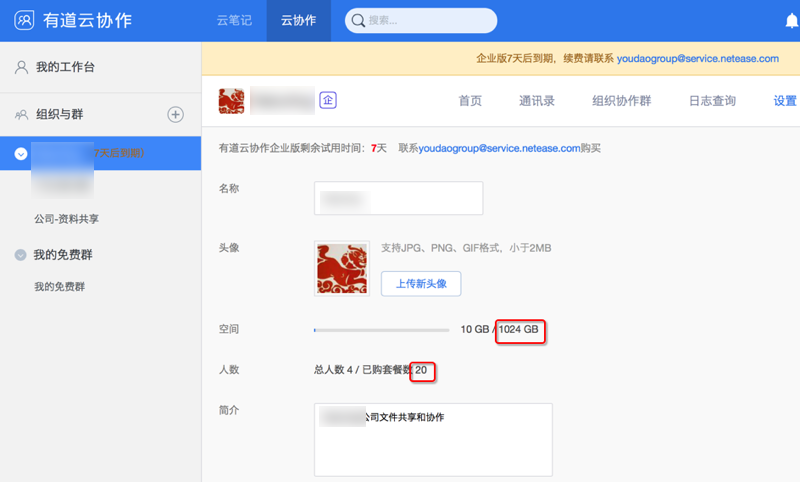 有道云协作 云笔记 云协作 搜索...
企业版7天后到期，续费请联系 youdaogroup@service.netease.com
我的工作台
企 首页 通讯录 组织协作群 日志查询 设置
组织与群
有道云协作企业版剩余试用时间：7天 联系youdaogroup@service.netease.com购买
7天后到期!
名称
公司-资料共享
我的免费群
我的免费群
头像
支持JPG、PNG、GIF格式，小于2MB
上传新头像
空间 10 GB / 1024 GB
人数 总人数 4 / 已购套餐数 20
简介
公司文件共享和协作